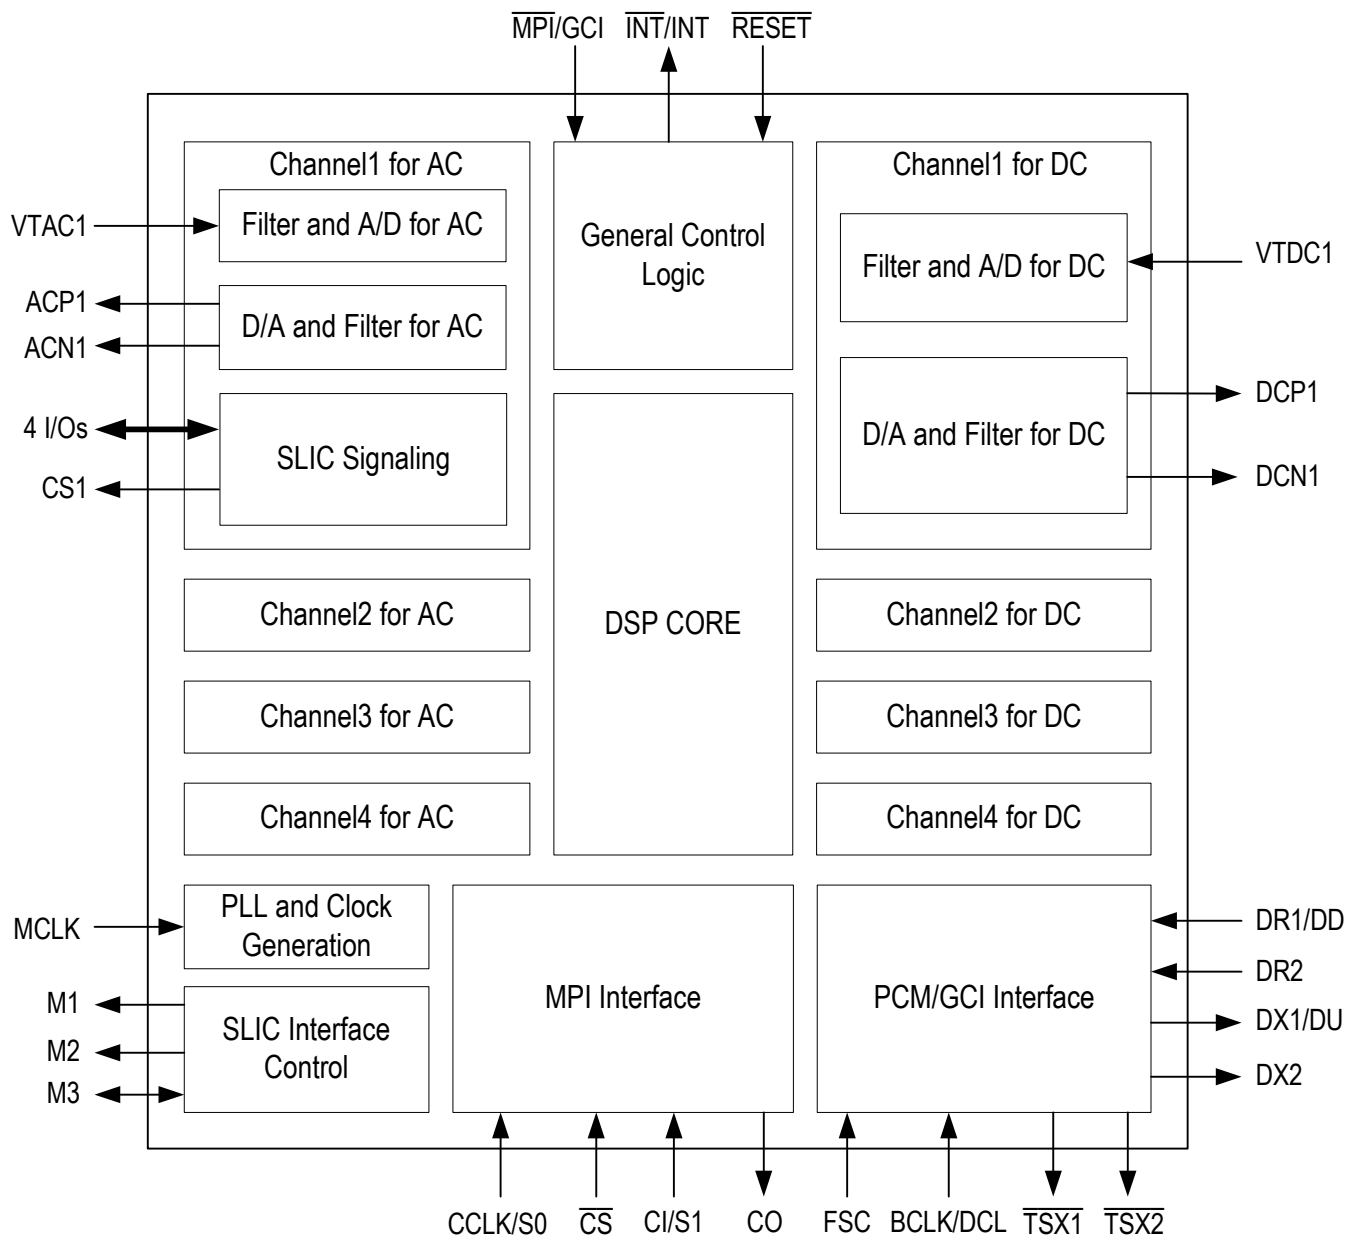 MPI/GCI INT/INT RESET
Channel1 for AC
Filter and A/D for AC
D/A and Filter for AC
SLIC Signaling
General Control
Logic
Channel1 for DC
Filter and A/D for DC
D/A and Filter for DC
VTAC1
ACP1
ACN1
4 I/Os
CS1
VTDC1
DCP1
DCN1
DSP CORE
Channel2 for AC
Channel3 for AC
Channel4 for AC
Channel2 for DC
Channel3 for DC
Channel4 for DC
MCLK
PLL and Clock
Generation
M1
M2
M3
SLIC Interface
Control
MPI Interface
PCM/GCI Interface
DR1/DD
DR2
DX1/DU
DX2
CCLK/S0 CS CI/S1 CO FSC BCLK/DCL TSX1 TSX2